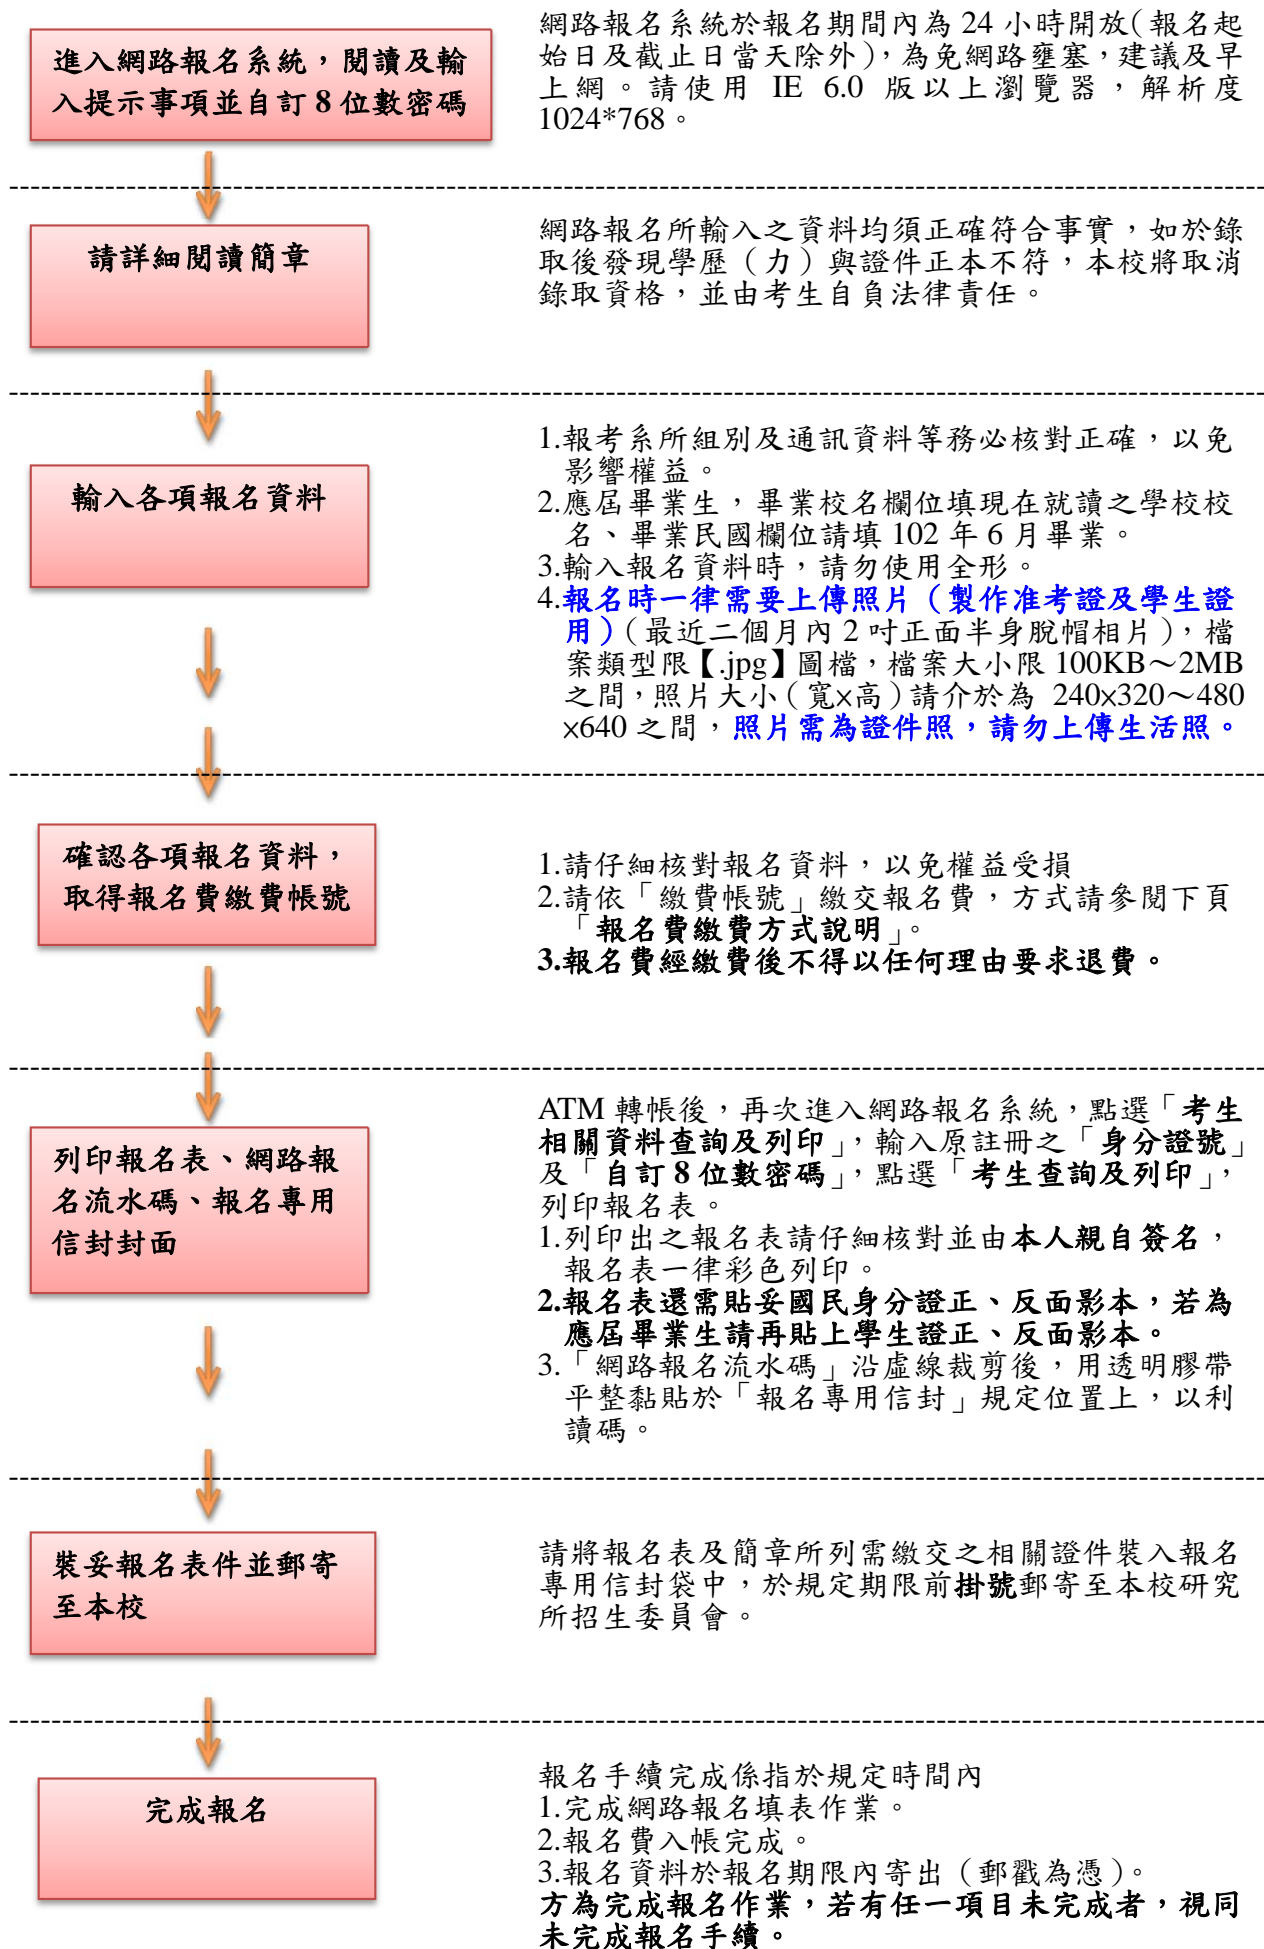 進入網路報名系統，閱讀及輸
入提示事項並自訂 8 位數密碼
網路報名系統於報名期間內為 24 小時開放（報名起
始日及截止日當天除外），為免網路壅塞，建議及早
上網。請使用 IE 6.0 版以上瀏覽器，解析度
1024*768。
請詳細閱讀簡章
網路報名所輸入之資料均須正確符合事實，如於錄
取後發現學歷（力）與證件正本不符，本校將取消
錄取資格，並由考生自負法律責任。
輸入各項報名資料
1.報考系所組別及通訊資料等務必核對正確，以免
影響權益。
2.應屆畢業生，畢業校名欄位填現在就讀之學校校
名、畢業民國欄位請填 102 年 6 月畢業。
3.輸入報名資料時，請勿使用全形。
4.報名時一律需要上傳照片（製作准考證及學生證
用）（最近二個月內 2 吋正面半身脫帽相片），檔
案類型限【.jpg】圖檔，檔案大小限 100KB～2MB
之間，照片大小（寬×高）請介於為 240x320～480
×640 之間，照片需為證件照，請勿上傳生活照。
確認各項報名資料，
取得報名費繳費帳號
1.請仔細核對報名資料，以免權益受損
2.請依「繳費帳號」繳交報名費，方式請參閱下頁
「報名費繳費方式說明」。
3.報名費經繳費後不得以任何理由要求退費。
列印報名表、網路報
名流水碼、報名專用
信封封面
ATM 轉帳後，再次進入網路報名系統，點選「考生
相關資料查詢及列印」，輸入原註冊之「身分證號」
及「自訂 8 位數密碼」，點選「考生查詢及列印」，
列印報名表。
1.列印出之報名表請仔細核對並由本人親自簽名，
報名表一律彩色列印。
2.報名表還需貼妥國民身分證正、反面影本，若為
應屆畢業生請再貼上學生證正、反面影本。
3.「網路報名流水碼」沿虛線裁剪後，用透明膠帶
平整黏貼於「報名專用信封」規定位置上，以利
讀碼。
裝妥報名表件並郵寄
至本校
請將報名表及簡章所列需繳交之相關證件裝入報名
專用信封袋中，於規定期限前掛號郵寄至本校研究
所招生委員會。
完成報名
報名手續完成係指於規定時間內
1.完成網路報名填表作業。
2.報名費入帳完成。
3.報名資料於報名期限內寄出（郵戳為憑）。
方為完成報名作業，若有任一項目未完成者，視同
未完成報名手續。